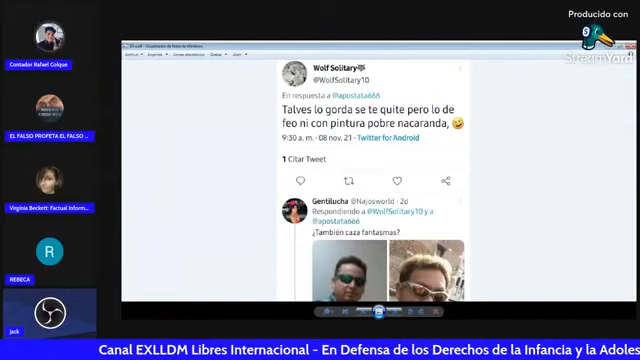 Producido con
StreamYard
Contador Rafael Colque
EL FALSO PROFETA EL FALSO
Virginia Beckett: Factual Inform...
R
REBECA
Jack
Wolf Solitary
@WolfSolitary10
En respuesta a @apostata666
Talves lo gorda se te quite pero lo de
feo ni con pintura pobre nacaranda,
9:30 a. m. · 08 nov. 21 · Twitter for Android
1 Citar Tweet
Gentilucha @Najosworld · 2d
Respondiendo a @WolfSolitary10 y a
@apostata666
¿También caza fantasmas?
Canal EXLLDM Libres Internacional - En Defensa de los Derechos de la Infancia y la Adoles